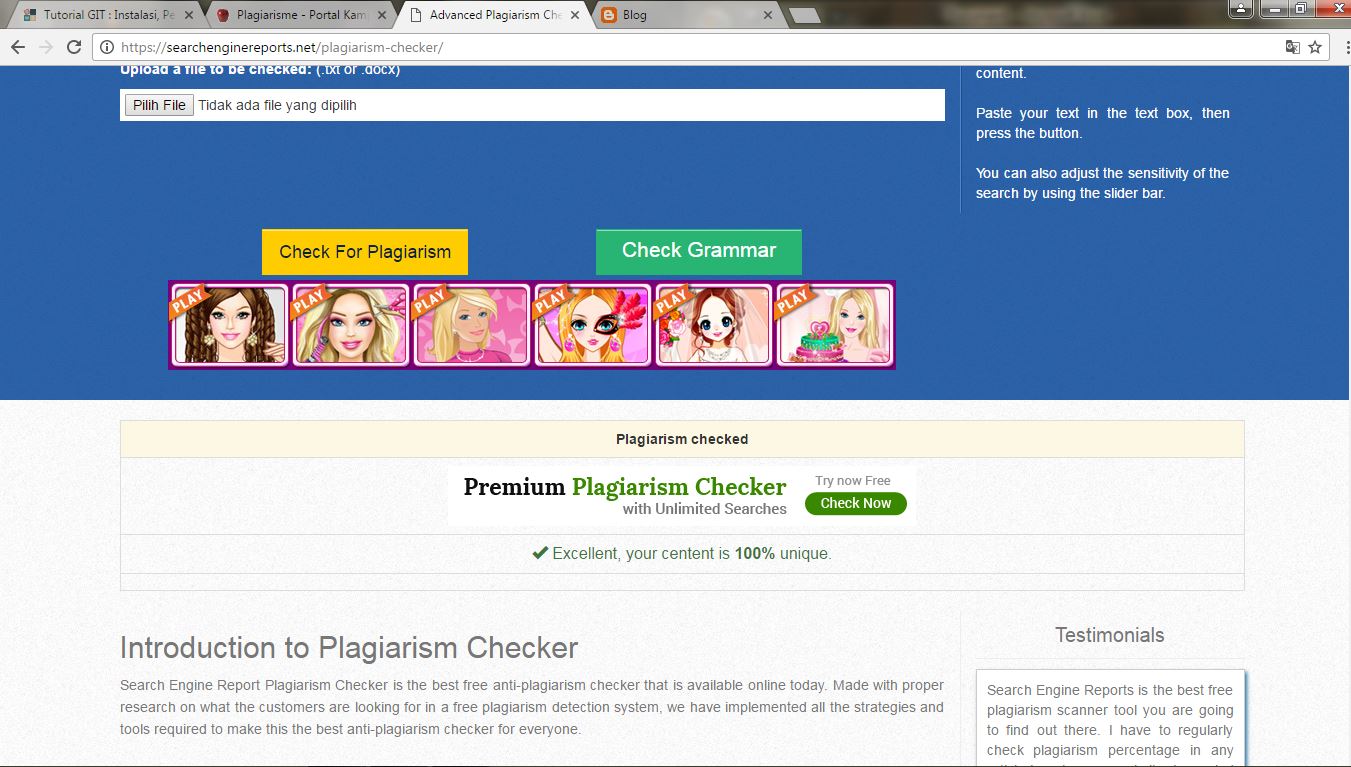 Tutorial GIT : Instalasi, Pe
Plagiarisme - Portal Kam
Advanced Plagiarism Che
Blog
https://searchenginereports.net/plagiarism-checker/
Upload a file to be checked: (.txt or .docx)
Pilih File Tidak ada file yang dipilih
content.
Paste your text in the text box, then
press the button.
You can also adjust the sensitivity of the
search by using the slider bar.
Check For Plagiarism
Check Grammar
PLAY PLAY PLAY PLAY PLAY PLAY
Plagiarism checked
Premium Plagiarism Checker
with Unlimited Searches
Try now Free
Check Now
Excellent, your centent is 100% unique.
Introduction to Plagiarism Checker
Search Engine Report Plagiarism Checker is the best free anti-plagiarism checker that is available online today. Made with proper
research on what the customers are looking for in a free plagiarism detection system, we have implemented all the strategies and
tools required to make this the best anti-plagiarism checker for everyone.
Testimonials
Search Engine Reports is the best free
plagiarism scanner tool you are going
to find out there. I have to regularly
check plagiarism percentage in any